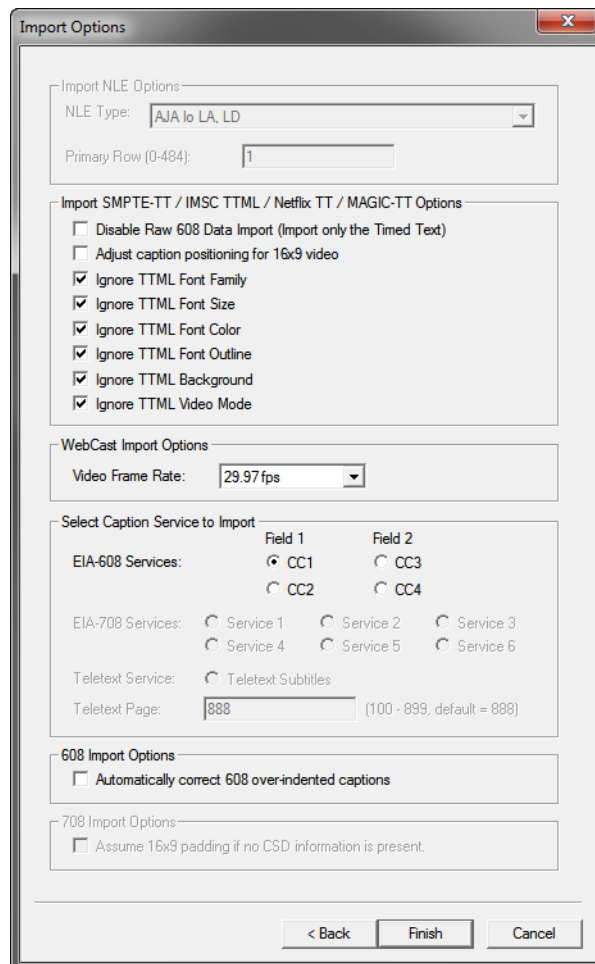 Import Options
Import NLE Options
NLE Type: AJA Io LA, LD
Primary Row (0-484): 1
Import SMPTE-TT / IMSC TTML / Netflix TT / MAGIC-TT Options
Disable Raw 608 Data Import (Import only the Timed Text)
Adjust caption positioning for 16x9 video
Ignore TTML Font Family
Ignore TTML Font Size
Ignore TTML Font Color
Ignore TTML Font Outline
Ignore TTML Background
Ignore TTML Video Mode
WebCast Import Options
Video Frame Rate: 29.97fps
Select Caption Service to Import
Field 1 Field 2
EIA-608 Services: CC1 CC3
CC2 CC4
EIA-708 Services: Service 1 Service 2 Service 3
Service 4 Service 5 Service 6
Teletext Service: Teletext Subtitles
Teletext Page: 888 (100 - 899, default = 888)
608 Import Options
Automatically correct 608 over-indented captions
708 Import Options
Assume 16x9 padding if no CSD information is present.
< Back Finish Cancel